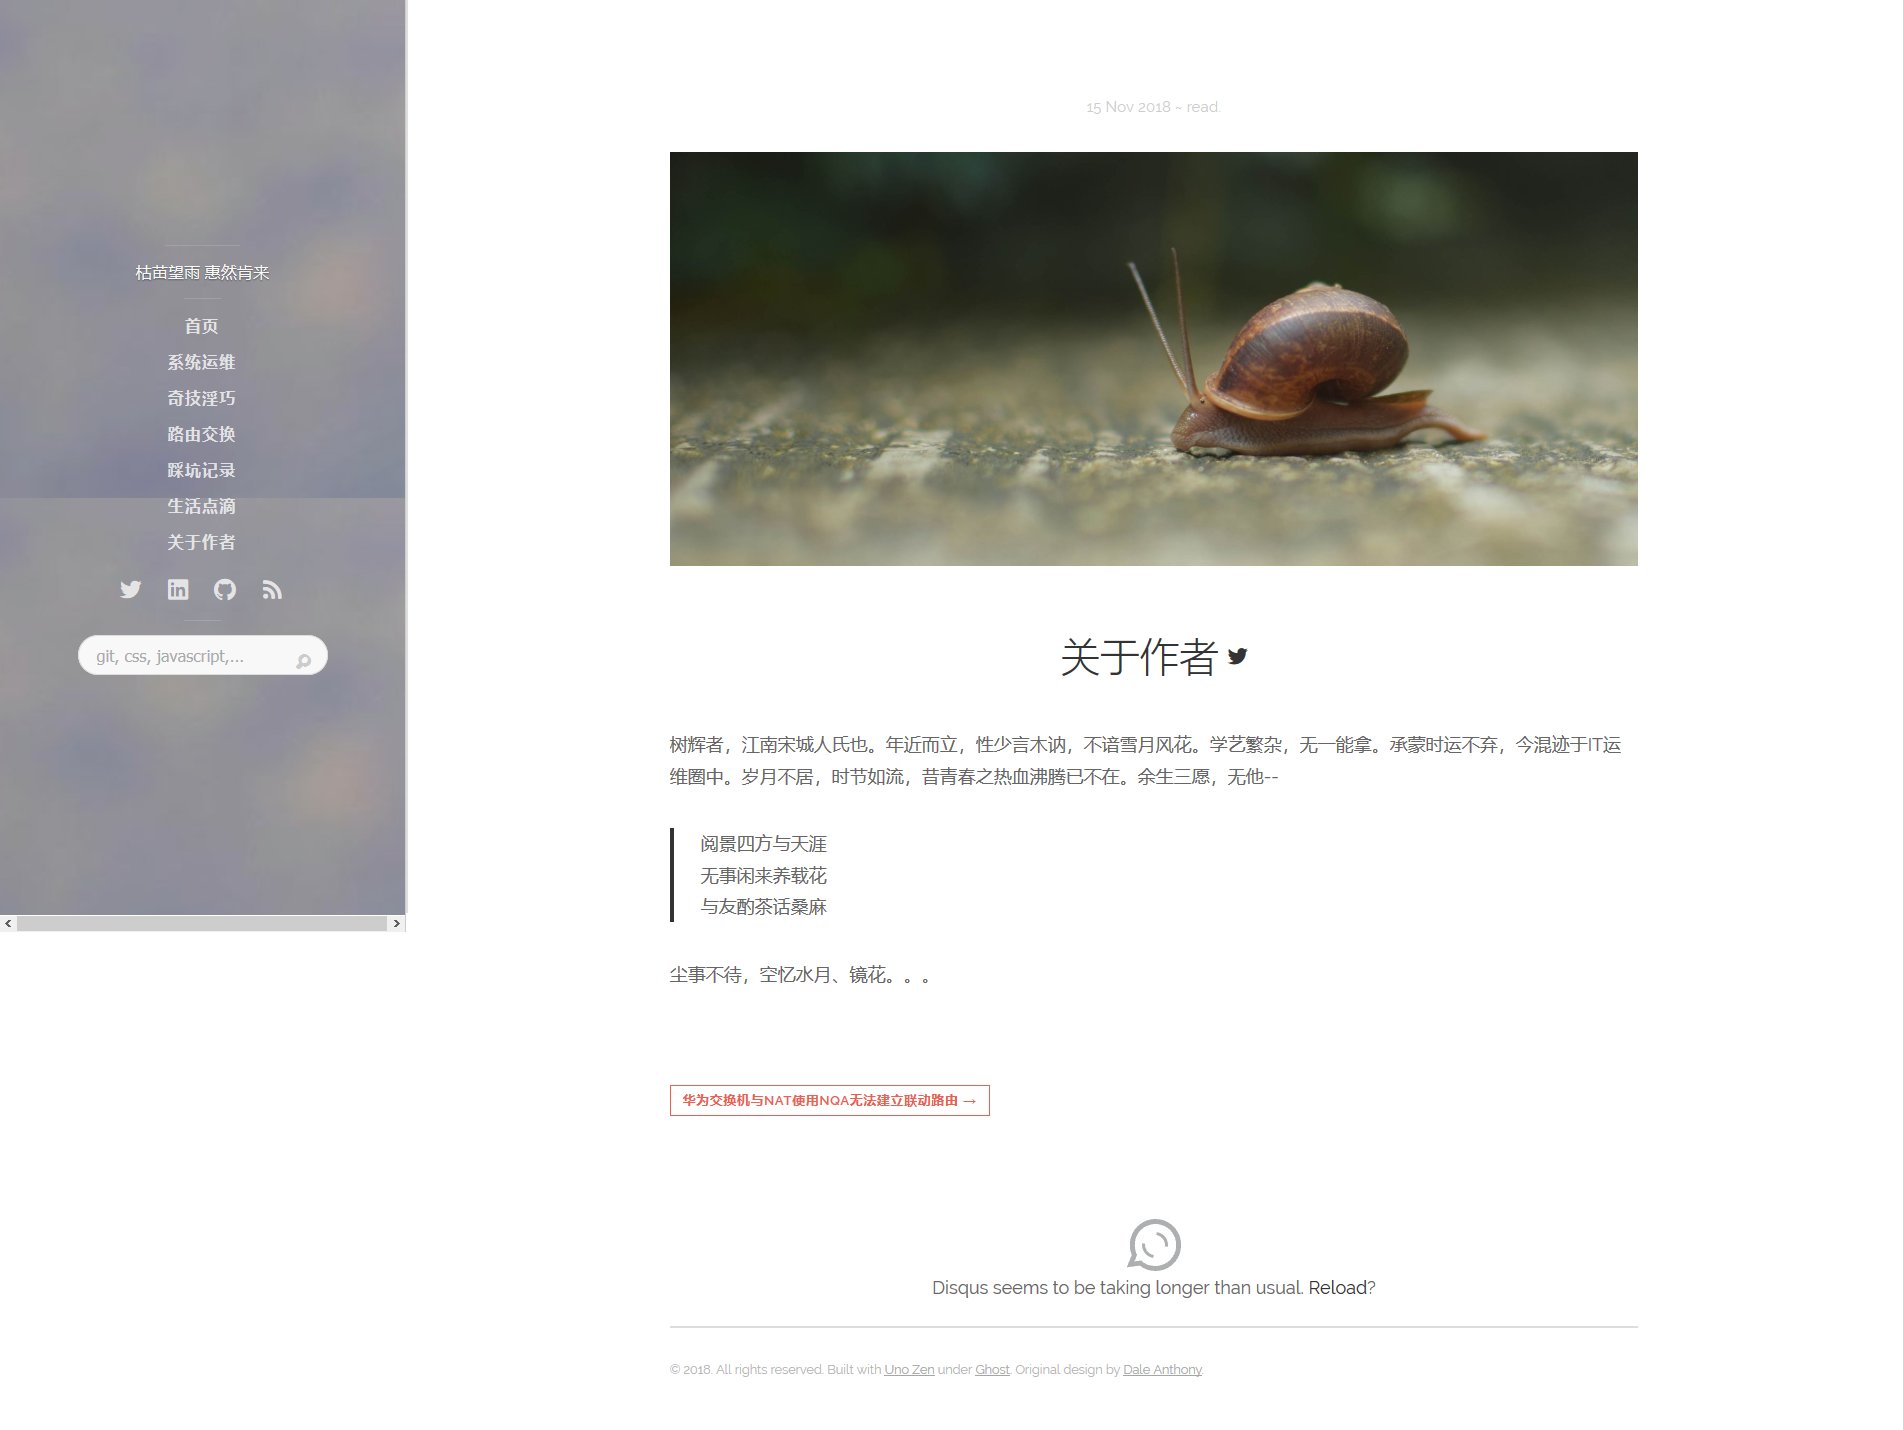 枯苗望雨 惠然肯来
首页
系统运维
奇技淫巧
路由交换
踩坑记录
生活点滴
关于作者
git, css, javascript,...
15 Nov 2018 ~ read.
关于作者
树辉者，江南宋城人氏也。年近而立，性少言木讷，不谙雪月风花。学艺繁杂，无一能拿。承蒙时运不弃，今混迹于IT运
维圈中。岁月不居，时节如流，昔青春之热血沸腾已不在。余生三愿，无他--
阅景四方与天涯
无事闲来养载花
与友酌茶话桑麻
尘事不待，空忆水月、镜花。。。
华为交换机与NAT使用NQA无法建立联动路由 →
Disqus seems to be taking longer than usual. Reload?
© 2018. All rights reserved. Built with Uno Zen under Ghost. Original design by Dale Anthony.